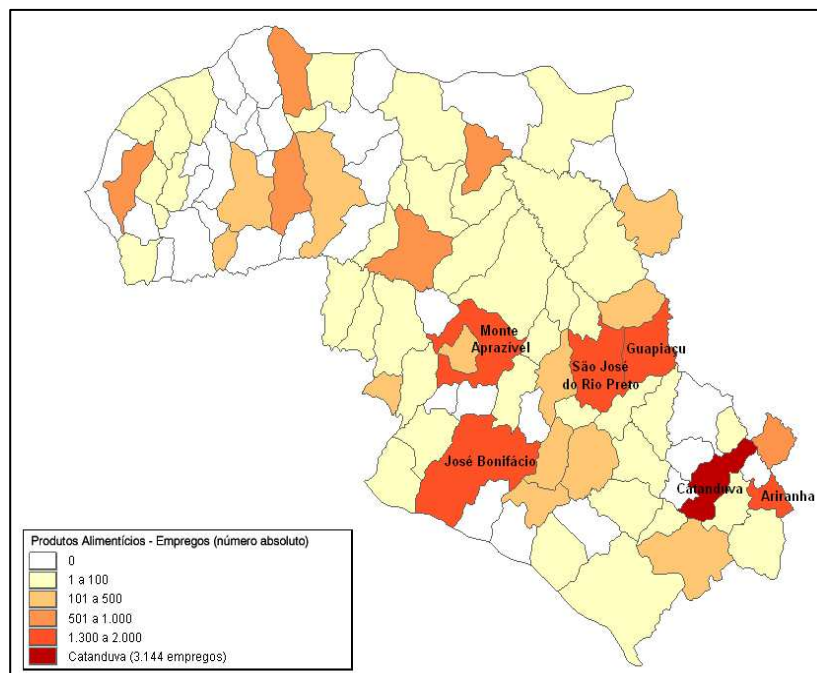 Monte
Aprazível
Guapiaçu
São José
do Rio Preto
José Bonifácio
Catanduva
Ariranha
Produtos Alimentícios - Empregos (número absoluto)
0
1 a 100
101 a 500
501 a 1.000
1.300 a 2.000
Catanduva (3.144 empregos)